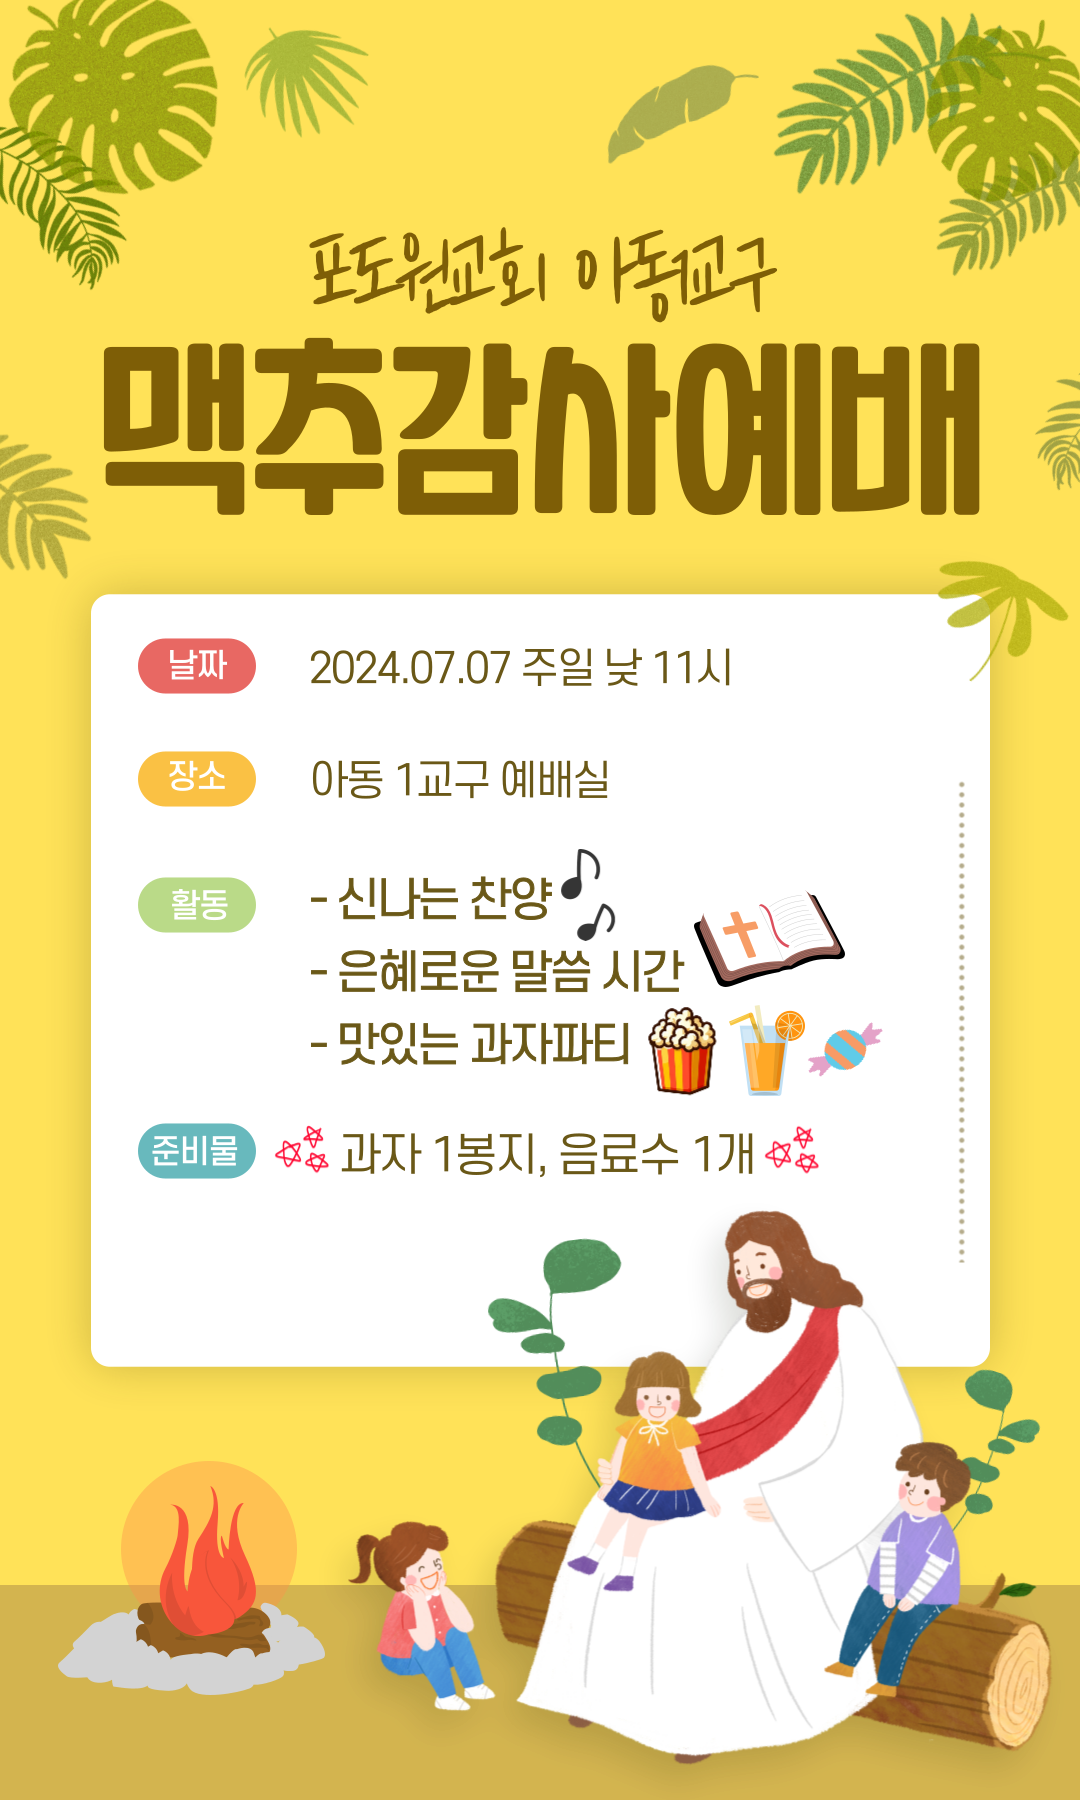 포도원교회 아동1교구
맥추감사예배
날짜 2024.07.07 주일 낮 11시
장소 아동 1교구 예배실
활동 - 신나는 찬양
- 은혜로운 말씀 시간
- 맛있는 과자파티
준비물 과자 1봉지, 음료수 1개